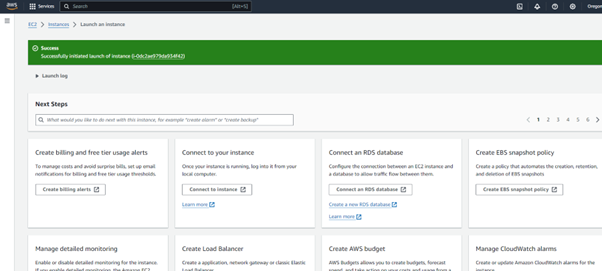 aws
Services
Search
[Alt+S]
Oregon
EC2 > Instances > Launch an instance
Success
Successfully initiated launch of instance (i-0dc2ae979da934f42)
Launch log
Next Steps
What would you like to do next with this instance, for example "create alarm" or "create backup"
1 2 3 4 5 6
Create billing and free tier usage alerts
To manage costs and avoid surprise bills, set up email
notifications for billing and free tier usage thresholds.
Create billing alerts
Connect to your instance
Once your instance is running, log into it from your
local computer.
Connect to instance
Learn more
Connect an RDS database
Configure the connection between an EC2 instance and
a database to allow traffic flow between them.
Connect an RDS database
Create a new RDS database
Learn more
Create EBS snapshot policy
Create a policy that automates the creation, retention,
and deletion of EBS snapshots
Create EBS snapshot policy
Manage detailed monitoring
Enable or disable detailed monitoring for the instance.
If you enable detailed monitoring, the Amazon EC2
Create Load Balancer
Create a application, network gateway or classic Elastic
Load Balancer
Create AWS budget
AWS Budgets allows you to create budgets, forecast
spend, and take action on your costs and usage from a
Manage CloudWatch alarms
Create or update Amazon CloudWatch alarms for the
instance.